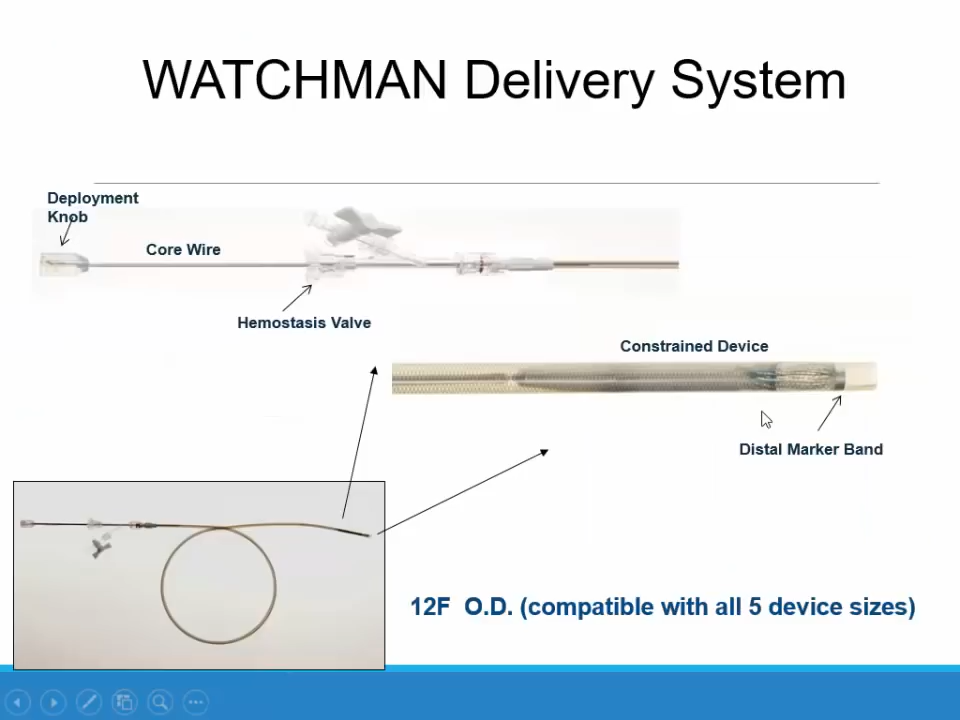 WATCHMAN Delivery System
Deployment
Knob
Core Wire
Hemostasis Valve
Constrained Device
Distal Marker Band
12F O.D. (compatible with all 5 device sizes)